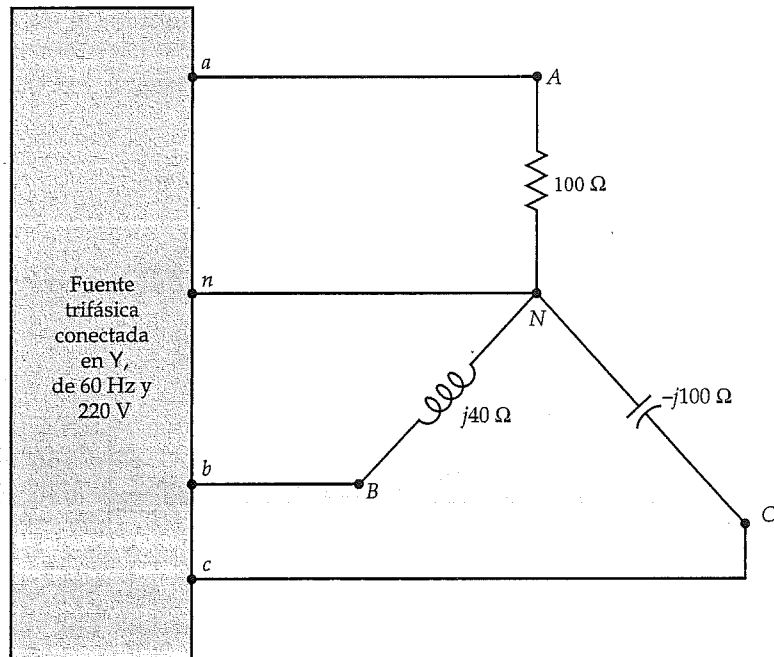 a
A
100 Ω
n
N
Fuente
trifásica
conectada
en Y,
de 60 Hz y
220 V
j40 Ω
–j100 Ω
b
B
C
c